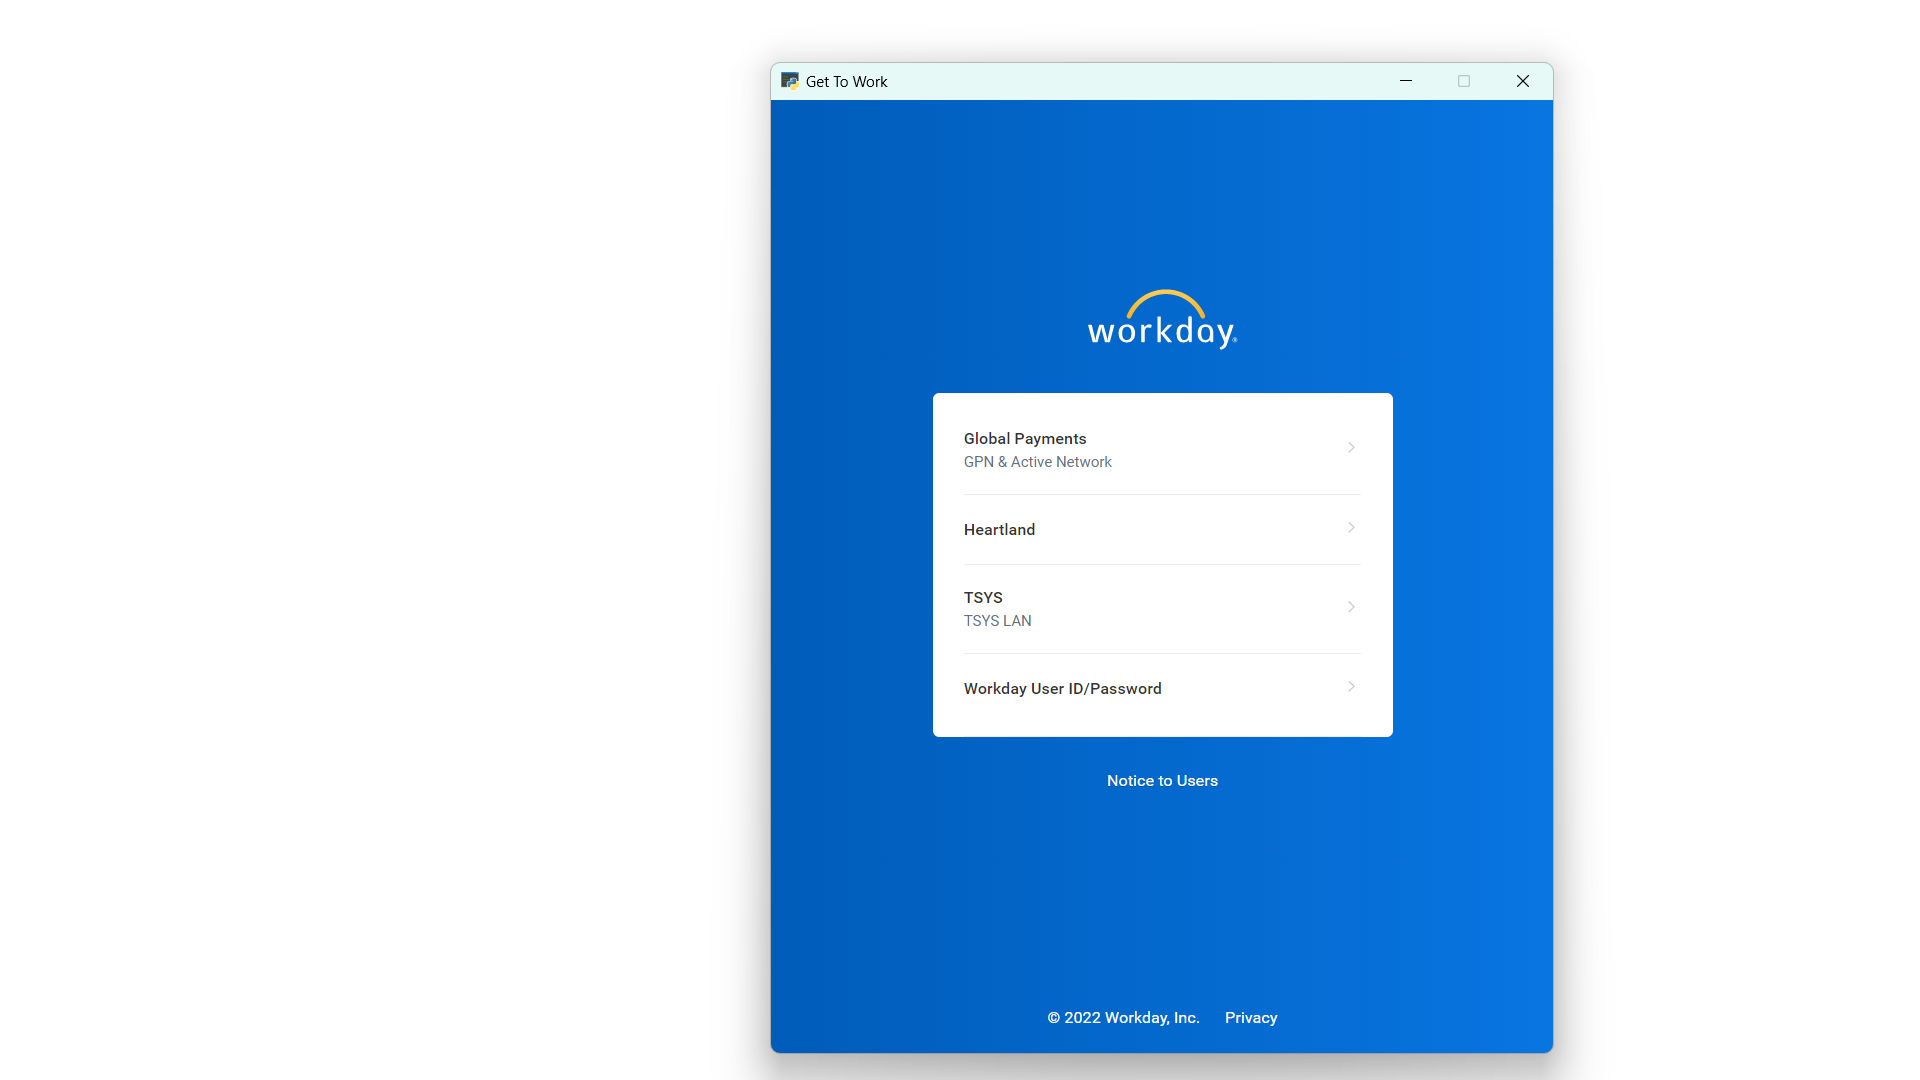 Get To Work
workday®
Global Payments
GPN & Active Network
Heartland
TSYS
TSYS LAN
Workday User ID/Password
Notice to Users
© 2022 Workday, Inc. Privacy